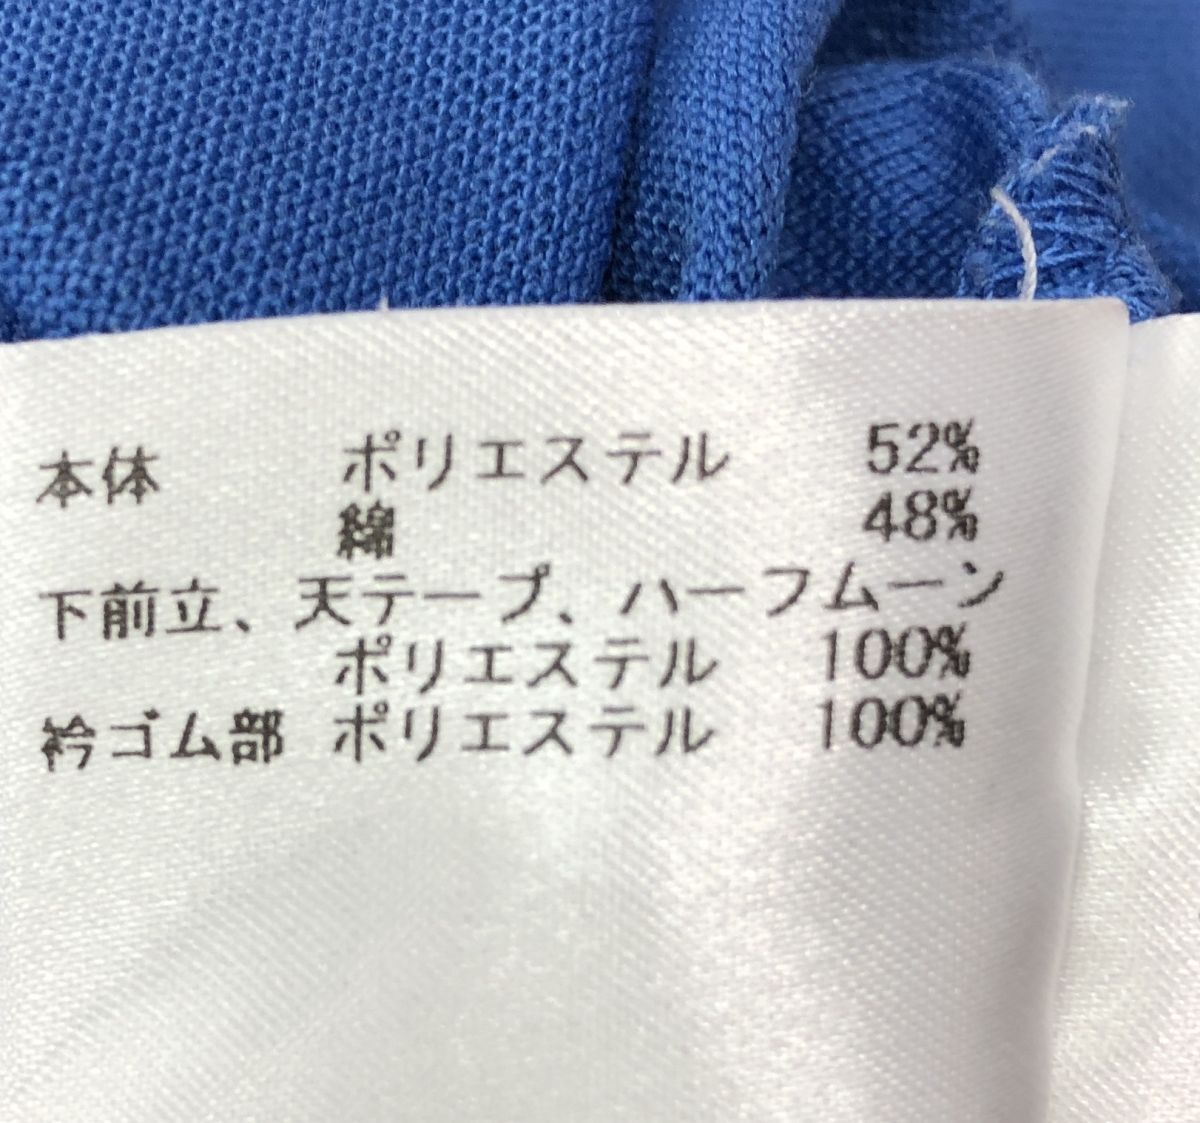 本体 ポリエステル 52%
綿 48%
下前立、天テープ、ハーフムーン
ポリエステル 100%
衿ゴム部 ポリエステル 100%